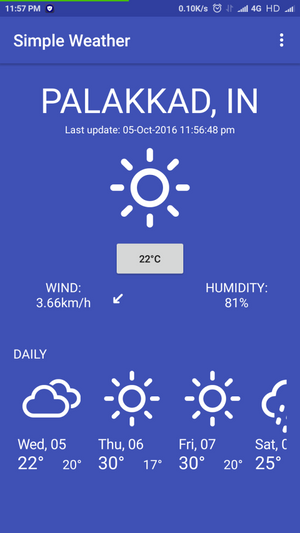 11:57 PM 0.10K/s 4G HD
Simple Weather
PALAKKAD, IN
Last update: 05-Oct-2016 11:56:48 pm
22°C
WIND: HUMIDITY:
3.66km/h 81%
DAILY
Wed, 05 Thu, 06 Fri, 07 Sat, 0
22° 20° 30° 17° 30° 20° 25°